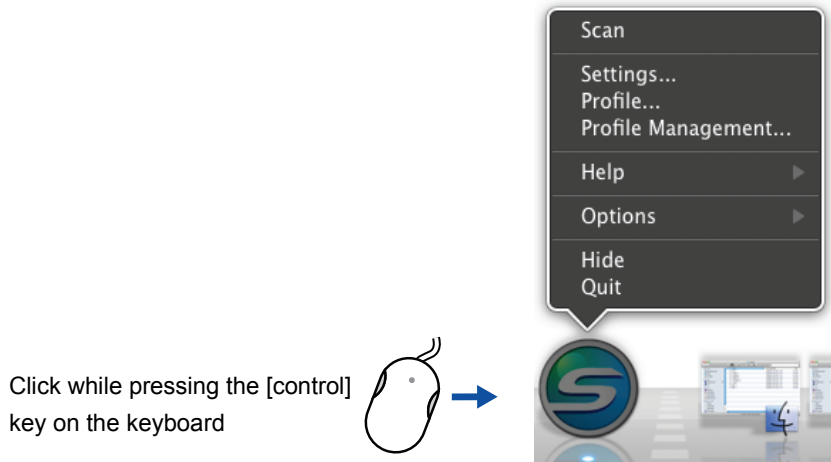 Scan
Settings...
Profile...
Profile Management...
Help
Options
Hide
Quit
Click while pressing the [control]
key on the keyboard
S